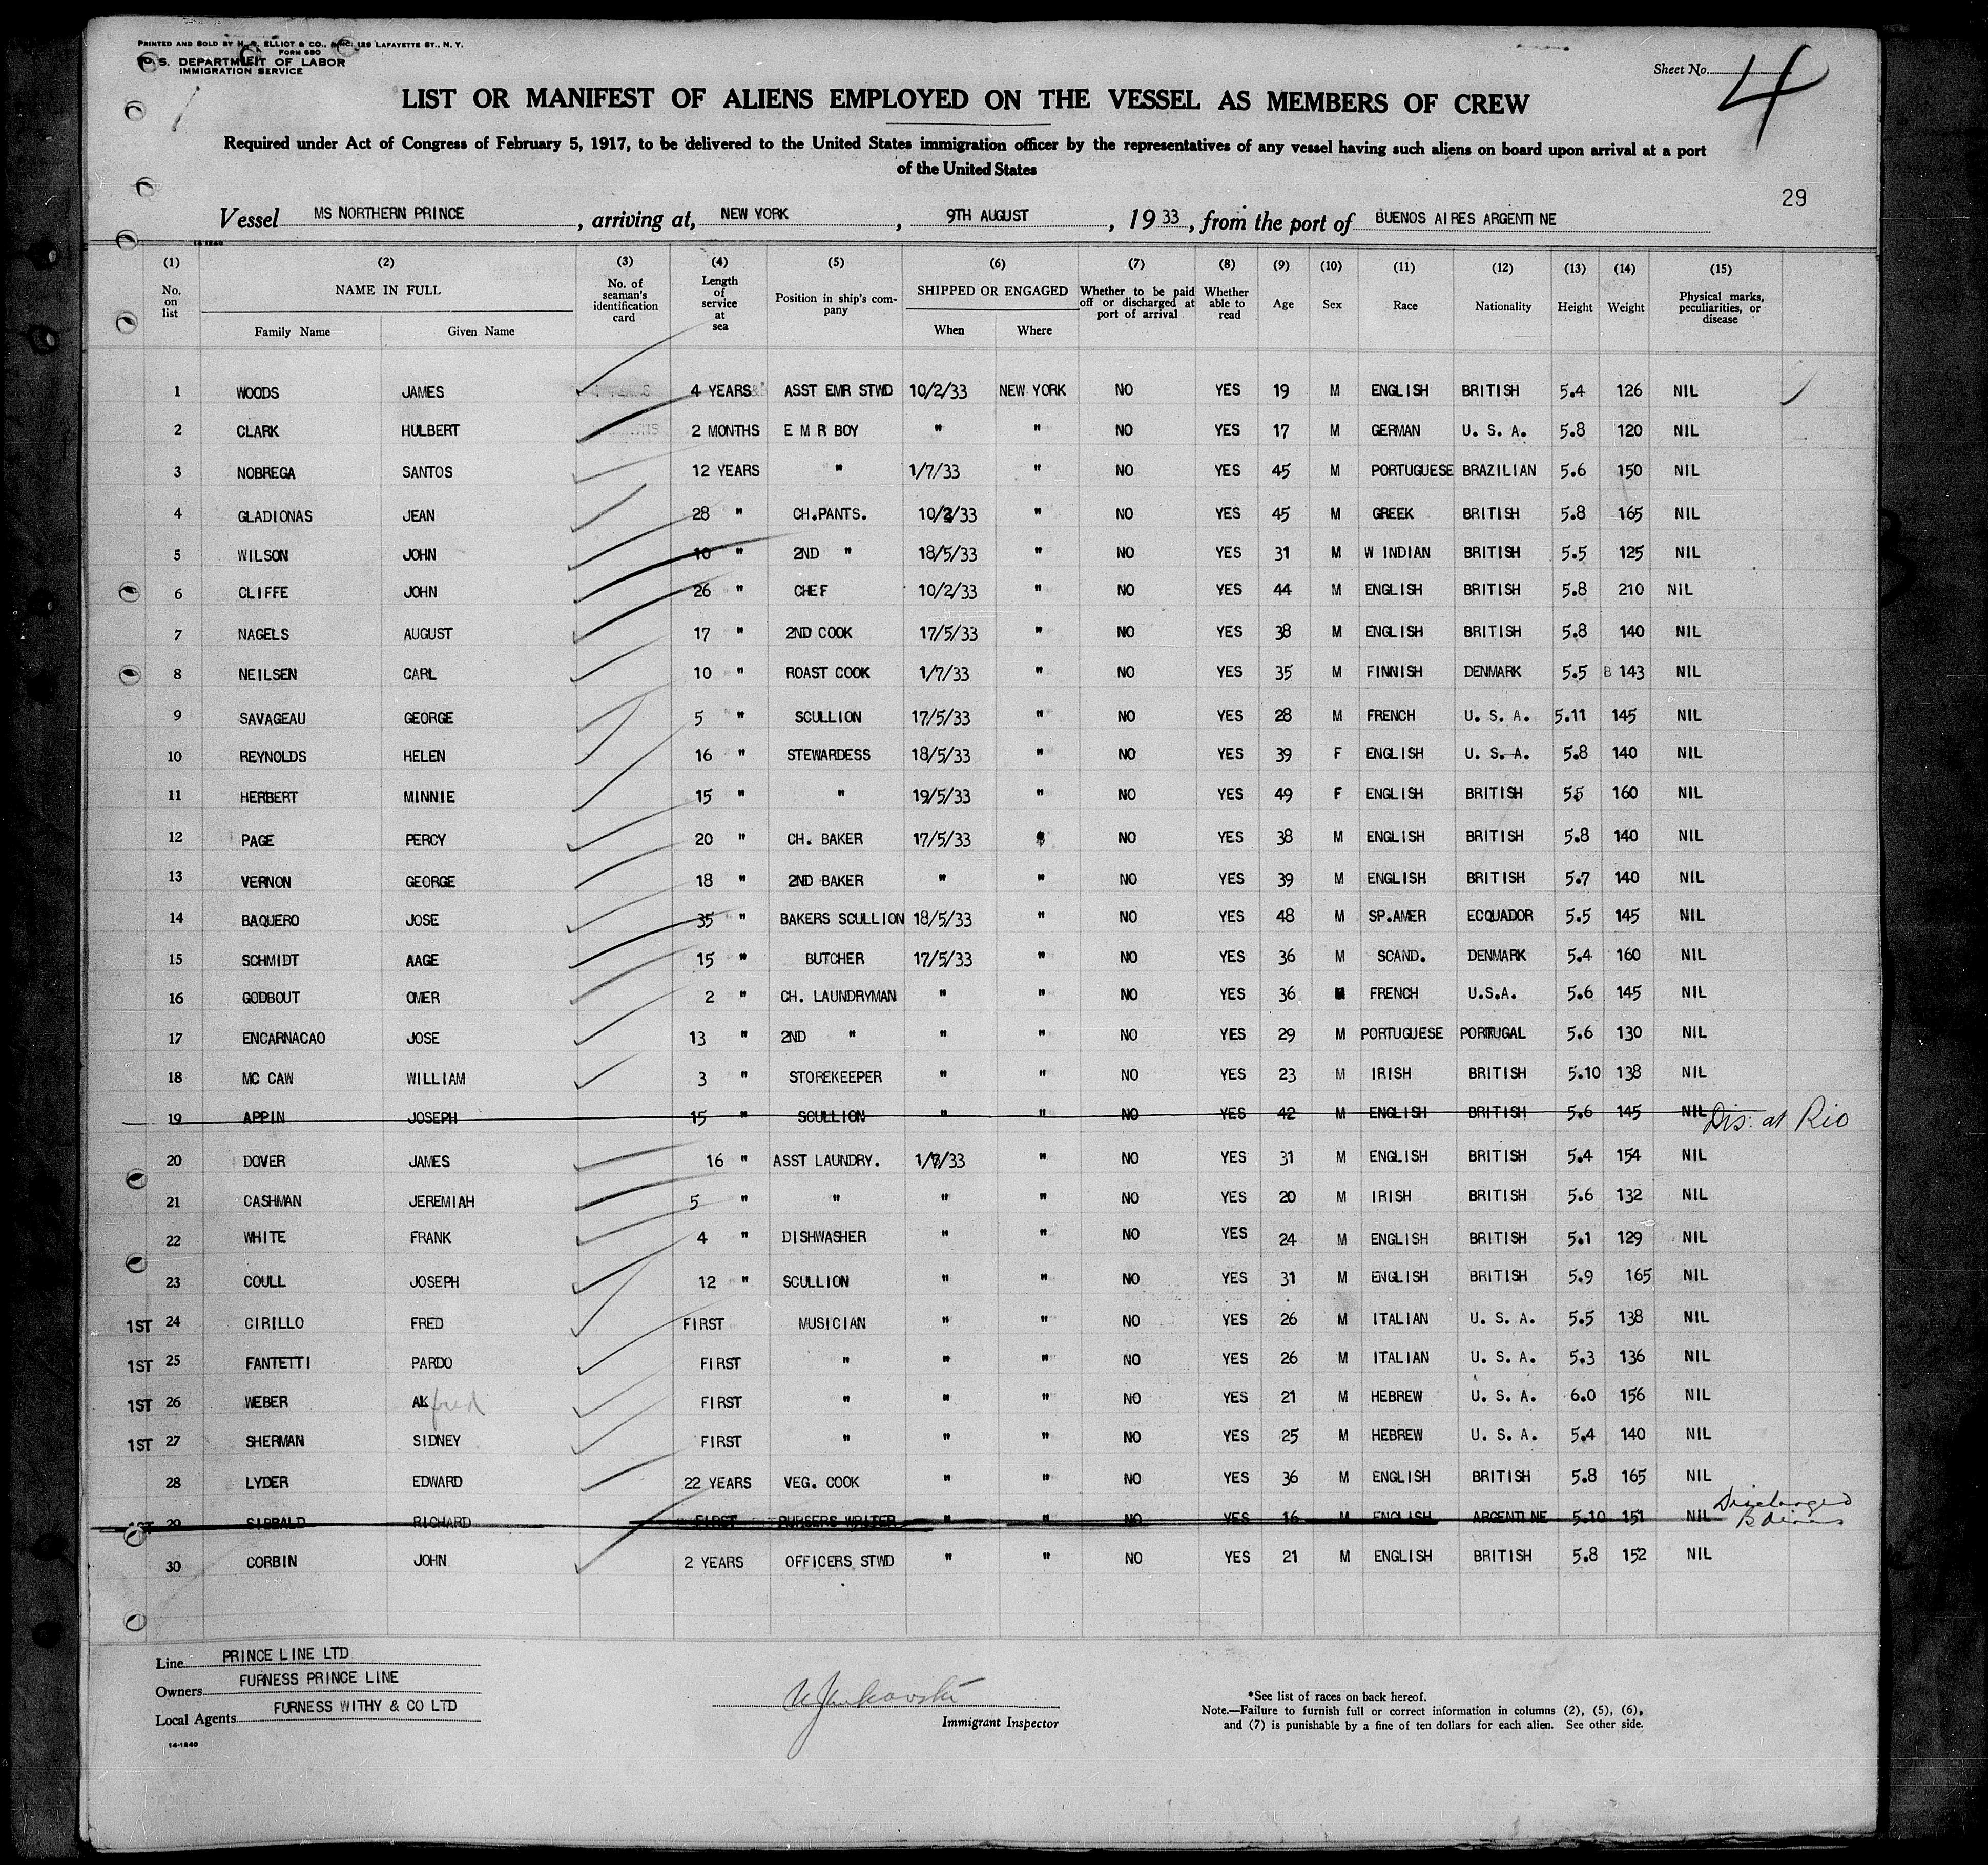 PRINTED AND SOLD BY H. R. ELLIOT & CO., INC. 129 LAFAYETTE ST., N. Y.
FORM 680
U. S. DEPARTMENT OF LABOR
IMMIGRATION SERVICE
Sheet No. 4
LIST OR MANIFEST OF ALIENS EMPLOYED ON THE VESSEL AS MEMBERS OF CREW
Required under Act of Congress of February 5, 1917, to be delivered to the United States immigration officer by the representatives of any vessel having such aliens on board upon arrival at a port
of the United States
29
Vessel MS NORTHERN PRINCE, arriving at, NEW YORK, 9TH AUGUST, 1933, from the port of BUENOS AIRES ARGENTINE
14-1240
(1) (2) (3) (4) (5) (6) (7) (8) (9) (10) (11) (12) (13) (14) (15)
No. on list NAME IN FULL Family Name Given Name No. of seaman's identification card Length of service at sea Position in ship's company SHIPPED OR ENGAGED When Where Whether to be paid off or discharged at port of arrival Whether able to read Age Sex Race Nationality Height Weight Physical marks, peculiarities, or disease
1 WOODS JAMES 4 YEARS ASST EMR STWD 10/2/33 NEW YORK NO YES 19 M ENGLISH BRITISH 5.4 126 NIL
2 CLARK HULBERT 2 MONTHS E M R BOY " " NO YES 17 M GERMAN U. S. A. 5.8 120 NIL
3 NOBREGA SANTOS 12 YEARS " 1/7/33 " NO YES 45 M PORTUGUESE BRAZILIAN 5.6 150 NIL
4 GLADIONAS JEAN 28 " CH.PANTS. 10/2/33 " NO YES 45 M GREEK BRITISH 5.8 165 NIL
5 WILSON JOHN 10 " 2ND " 18/5/33 " NO YES 31 M W INDIAN BRITISH 5.5 125 NIL
6 CLIFFE JOHN 26 " CHEF 10/2/33 " NO YES 44 M ENGLISH BRITISH 5.8 210 NIL
7 NAGELS AUGUST 17 " 2ND COOK 17/5/33 " NO YES 38 M ENGLISH BRITISH 5.8 140 NIL
8 NEILSEN CARL 10 " ROAST COOK 1/7/33 " NO YES 35 M FINNISH DENMARK 5.5 B 143 NIL
9 SAVAGEAU GEORGE 5 " SCULLION 17/5/33 " NO YES 28 M FRENCH U. S. A. 5.11 145 NIL
10 REYNOLDS HELEN 16 " STEWARDESS 18/5/33 " NO YES 39 F ENGLISH U. S. A. 5.8 140 NIL
11 HERBERT MINNIE 15 " " 19/5/33 " NO YES 49 F ENGLISH BRITISH 55 160 NIL
12 PAGE PERCY 20 " CH. BAKER 17/5/33 " NO YES 38 M ENGLISH BRITISH 5.8 140 NIL
13 VERNON GEORGE 18 " 2ND BAKER " " NO YES 39 M ENGLISH BRITISH 5.7 140 NIL
14 BAQUERO JOSE 35 " BAKERS SCULLION 18/5/33 " NO YES 48 M SP.AMER ECQUADOR 5.5 145 NIL
15 SCHMIDT AAGE 15 " BUTCHER 17/5/33 " NO YES 36 M SCAND. DENMARK 5.4 160 NIL
16 GODBOUT OMER 2 " CH. LAUNDRYMAN " " NO YES 36 M FRENCH U.S.A. 5.6 145 NIL
17 ENCARNACAO JOSE 13 " 2ND " " " NO YES 29 M PORTUGUESE PORTUGAL 5.6 130 NIL
18 MC CAW WILLIAM 3 " STOREKEEPER " " NO YES 23 M IRISH BRITISH 5.10 138 NIL
19 APPIN JOSEPH 15 " SCULLION " " NO YES 42 M ENGLISH BRITISH 5.6 145 NIL Dis. at Rio
20 DOVER JAMES 16 " ASST LAUNDRY. 1/7/33 " NO YES 31 M ENGLISH BRITISH 5.4 154 NIL
21 CASHMAN JEREMIAH 5 " " " " NO YES 20 M IRISH BRITISH 5.6 132 NIL
22 WHITE FRANK 4 " DISHWASHER " " NO YES 24 M ENGLISH BRITISH 5.1 129 NIL
23 COULL JOSEPH 12 " SCULLION " " NO YES 31 M ENGLISH BRITISH 5.9 165 NIL
1ST 24 CIRILLO FRED FIRST MUSICIAN " " NO YES 26 M ITALIAN U. S. A. 5.5 138 NIL
1ST 25 FANTETTI PARDO FIRST " " " NO YES 26 M ITALIAN U. S. A. 5.3 136 NIL
1ST 26 WEBER Alfred FIRST " " " NO YES 21 M HEBREW U. S. A. 6.0 156 NIL
1ST 27 SHERMAN SIDNEY FIRST " " " NO YES 25 M HEBREW U. S. A. 5.4 140 NIL
28 LYDER EDWARD 22 YEARS VEG. COOK " " NO YES 36 M ENGLISH BRITISH 5.8 165 NIL
1ST 29 SIBBALD RICHARD FIRST PURSERS WRITER " " NO YES 16 M ENGLISH ARGENTINE 5.10 151 NIL Discharged B Aires
30 CORBIN JOHN 2 YEARS OFFICERS STWD " " NO YES 21 M ENGLISH BRITISH 5.8 152 NIL
Line PRINCE LINE LTD
Owners FURNESS PRINCE LINE
Local Agents FURNESS WITHY & CO LTD
14-1240
Immigrant Inspector
*See list of races on back hereof.
Note.—Failure to furnish full or correct information in columns (2), (5), (6),
and (7) is punishable by a fine of ten dollars for each alien. See other side.